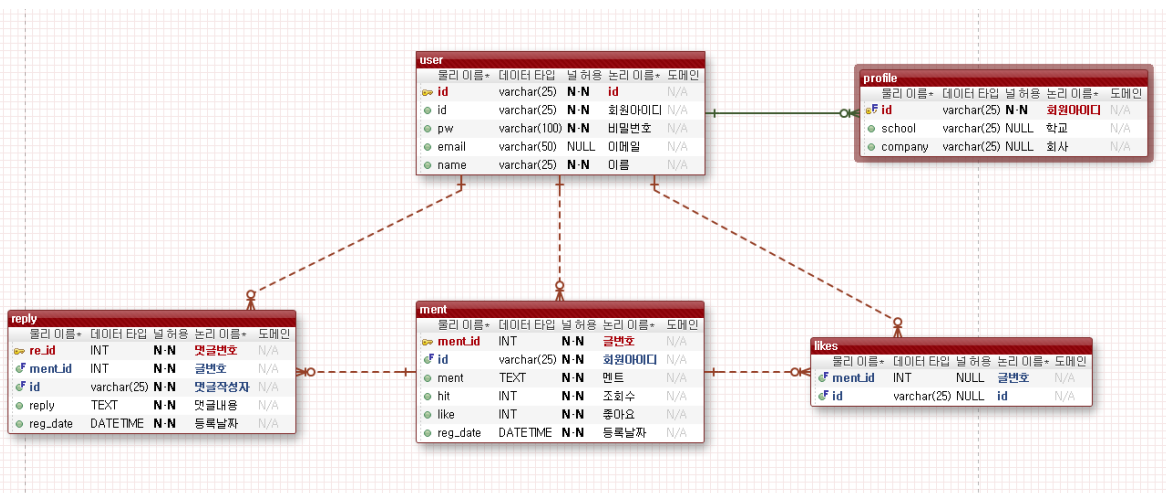 user
물리 이름* 데이터 타입 널 허용 논리 이름* 도메인
id varchar(25) N-N id N/A
id varchar(25) N-N 회원아이디 N/A
pw varchar(100) N-N 비밀번호 N/A
email varchar(50) NULL 이메일 N/A
name varchar(25) N-N 이름 N/A
profile
물리 이름* 데이터 타입 널 허용 논리 이름* 도메인
id varchar(25) N-N 회원아이디 N/A
school varchar(25) NULL 학교 N/A
company varchar(25) NULL 회사 N/A
reply
물리 이름* 데이터 타입 널 허용 논리 이름* 도메인
re_id INT N-N 댓글번호 N/A
ment_id INT N-N 글번호 N/A
id varchar(25) N-N 댓글작성자 N/A
reply TEXT N-N 댓글내용 N/A
reg_date DATETIME N-N 등록날짜 N/A
ment
물리 이름* 데이터 타입 널 허용 논리 이름* 도메인
ment_id INT N-N 글번호 N/A
id varchar(25) N-N 회원아이디 N/A
ment TEXT N-N 멘트 N/A
hit INT N-N 조회수 N/A
like INT N-N 좋아요 N/A
reg_date DATETIME N-N 등록날짜 N/A
likes
물리 이름* 데이터 타입 널 허용 논리 이름* 도메인
ment_id INT NULL 글번호 N/A
id varchar(25) NULL id N/A